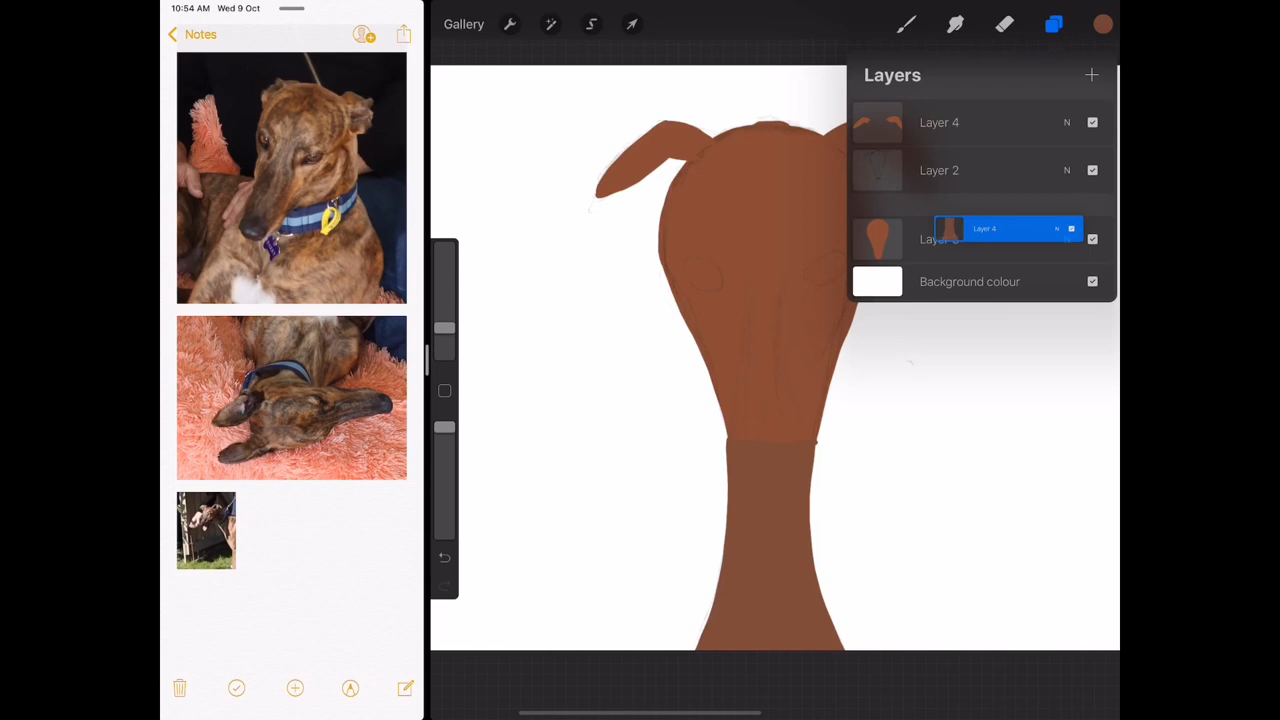 10:54 AM Wed 9 Oct
Notes
Gallery
Layers
Layer 4 N
Layer 2 N
Layer 4 N
Background colour